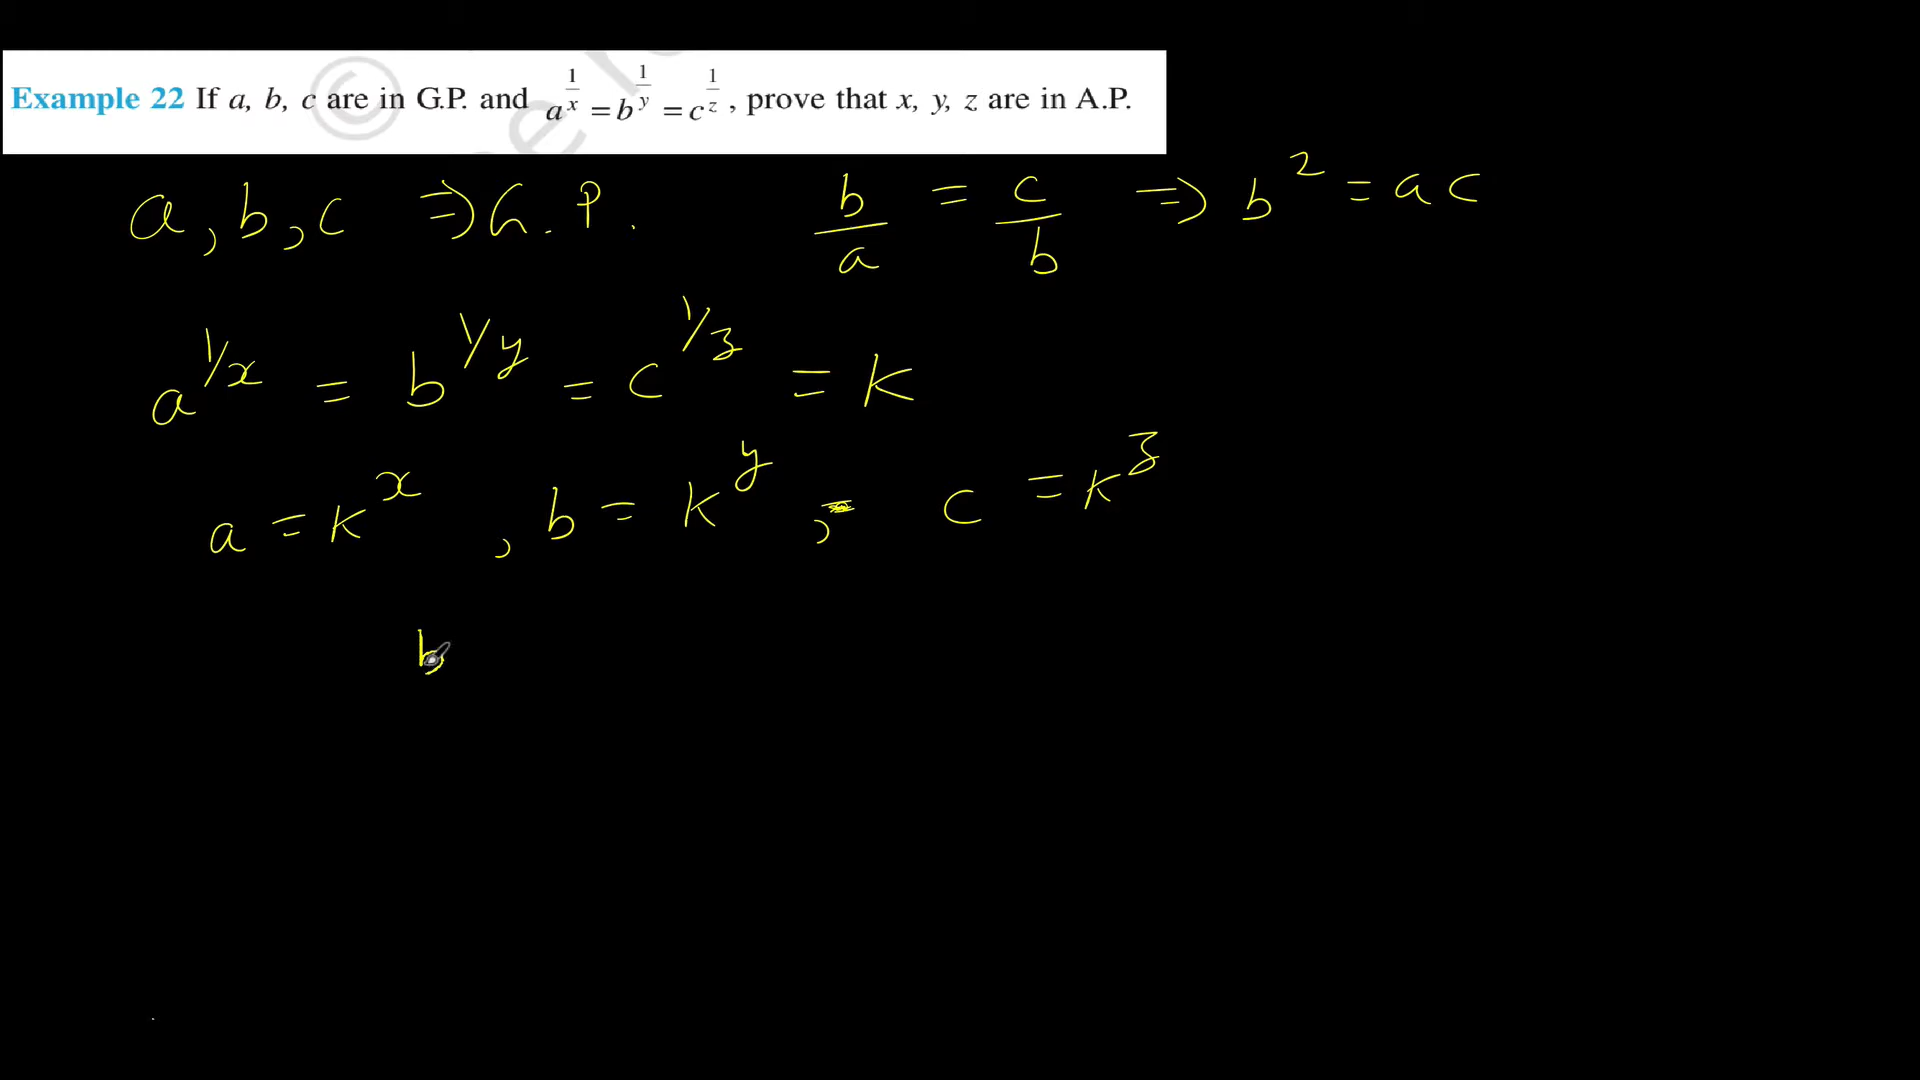 Example 22 If a, b, c are in G.P. and a^{1/x} = b^{1/y} = c^{1/z}, prove that x, y, z are in A.P.
a, b, c ⇒ G.P. b/a = c/b ⇒ b² = ac
a^{1/x} = b^{1/y} = c^{1/z} = k
a = k^x , b = k^y , c = k^z
b